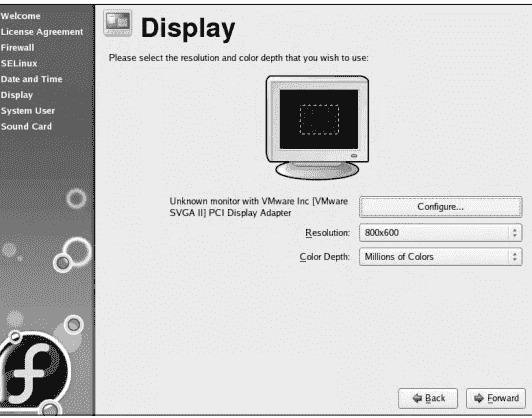 Welcome
License Agreement
Firewall
SELinux
Date and Time
Display
System User
Sound Card
Display
Please select the resolution and color depth that you wish to use:
Unknown monitor with VMware Inc [VMware
SVGA II] PCI Display Adapter
Configure...
Resolution: 800x600
Color Depth: Millions of Colors
Back
Forward